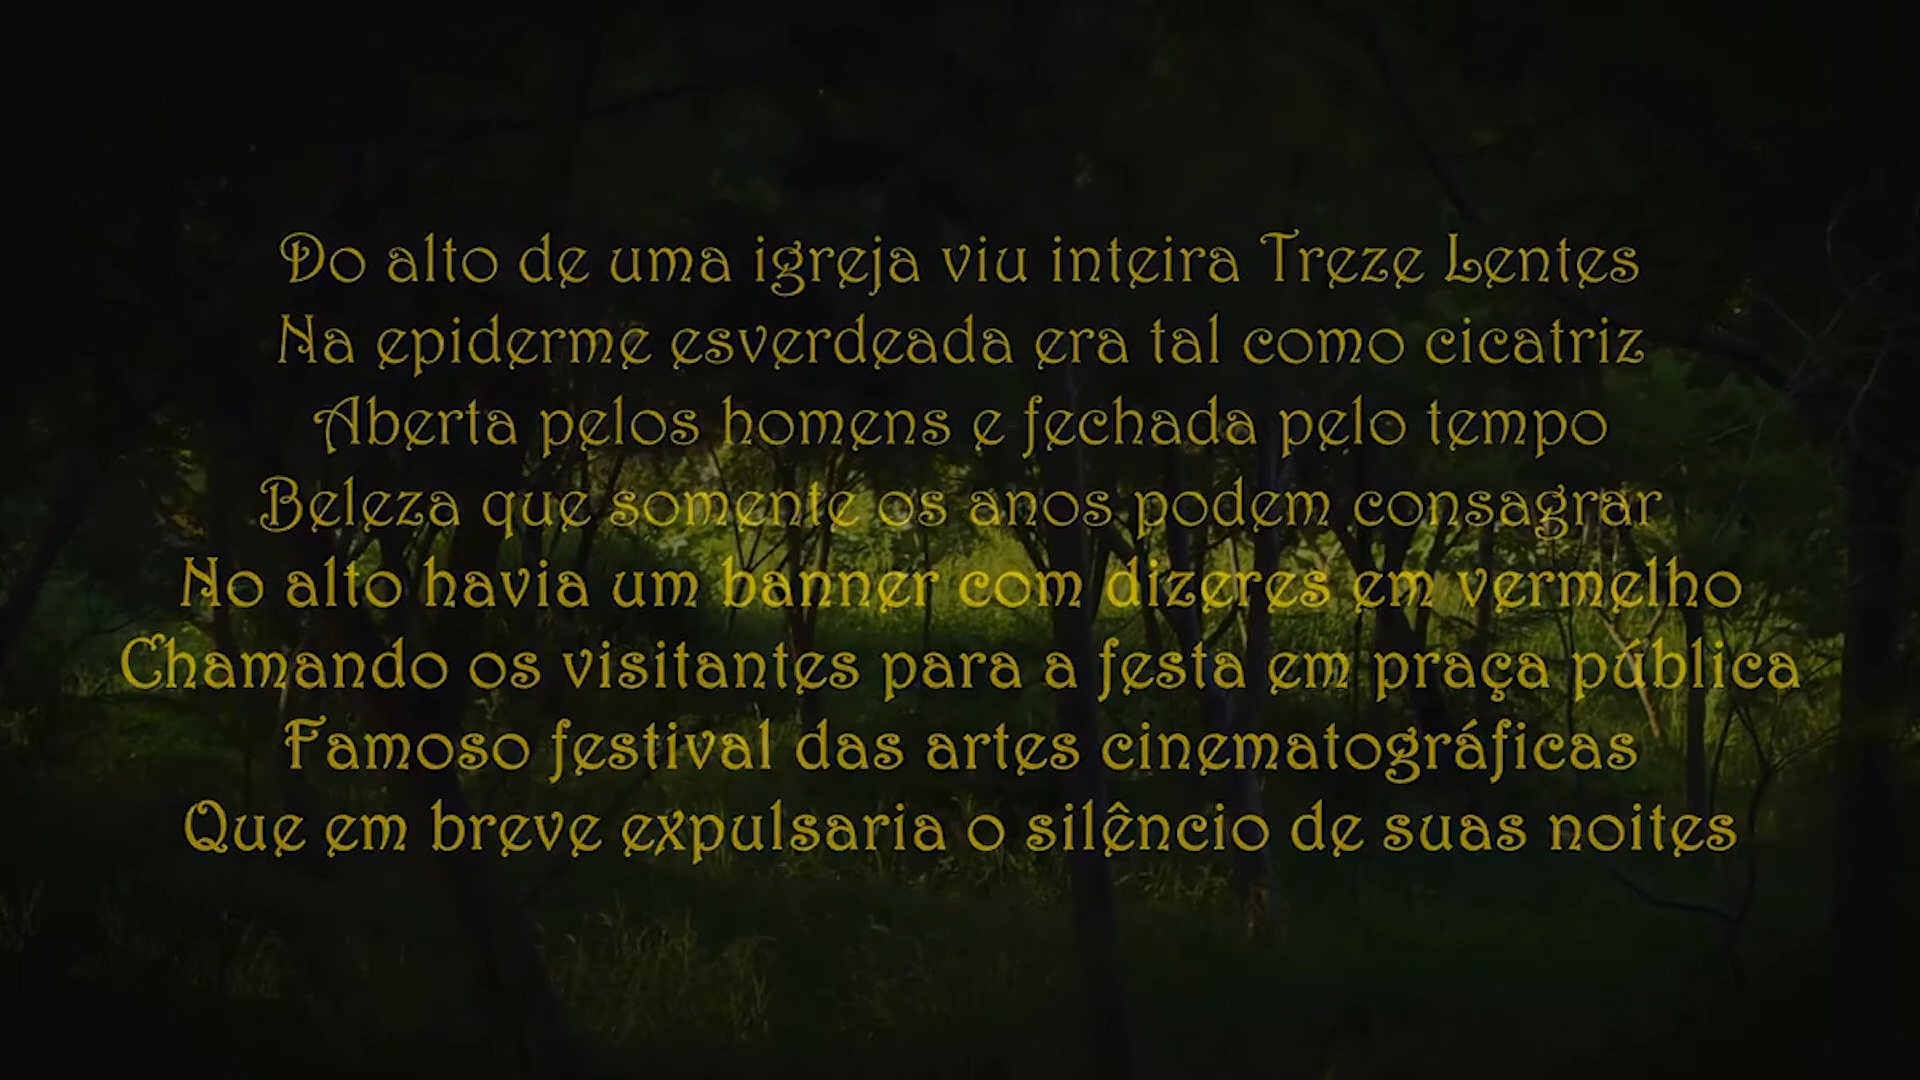 Do alto de uma igreja viu inteira Treze Lentes
Na epiderme esverdeada era tal como cicatriz
Aberta pelos homens e fechada pelo tempo
Beleza que somente os anos podem consagrar
No alto havia um banner com dizeres em vermelho
Chamando os visitantes para a festa em praça pública
Famoso festival das artes cinematográficas
Que em breve expulsaria o silêncio de suas noites